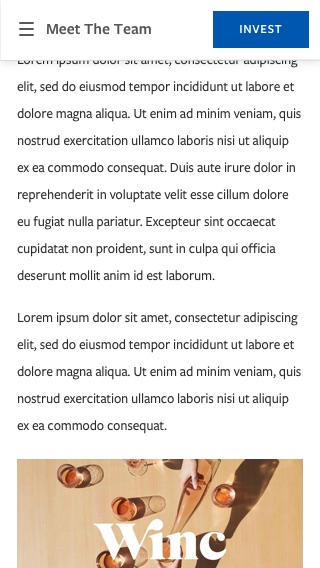 Meet The Team
INVEST
Lorem ipsum dolor sit amet, consectetur adipiscing
elit, sed do eiusmod tempor incididunt ut labore et
dolore magna aliqua. Ut enim ad minim veniam, quis
nostrud exercitation ullamco laboris nisi ut aliquip
ex ea commodo consequat. Duis aute irure dolor in
reprehenderit in voluptate velit esse cillum dolore
eu fugiat nulla pariatur. Excepteur sint occaecat
cupidatat non proident, sunt in culpa qui officia
deserunt mollit anim id est laborum.
Lorem ipsum dolor sit amet, consectetur adipiscing
elit, sed do eiusmod tempor incididunt ut labore et
dolore magna aliqua. Ut enim ad minim veniam, quis
nostrud exercitation ullamco laboris nisi ut aliquip
ex ea commodo consequat.
Winc